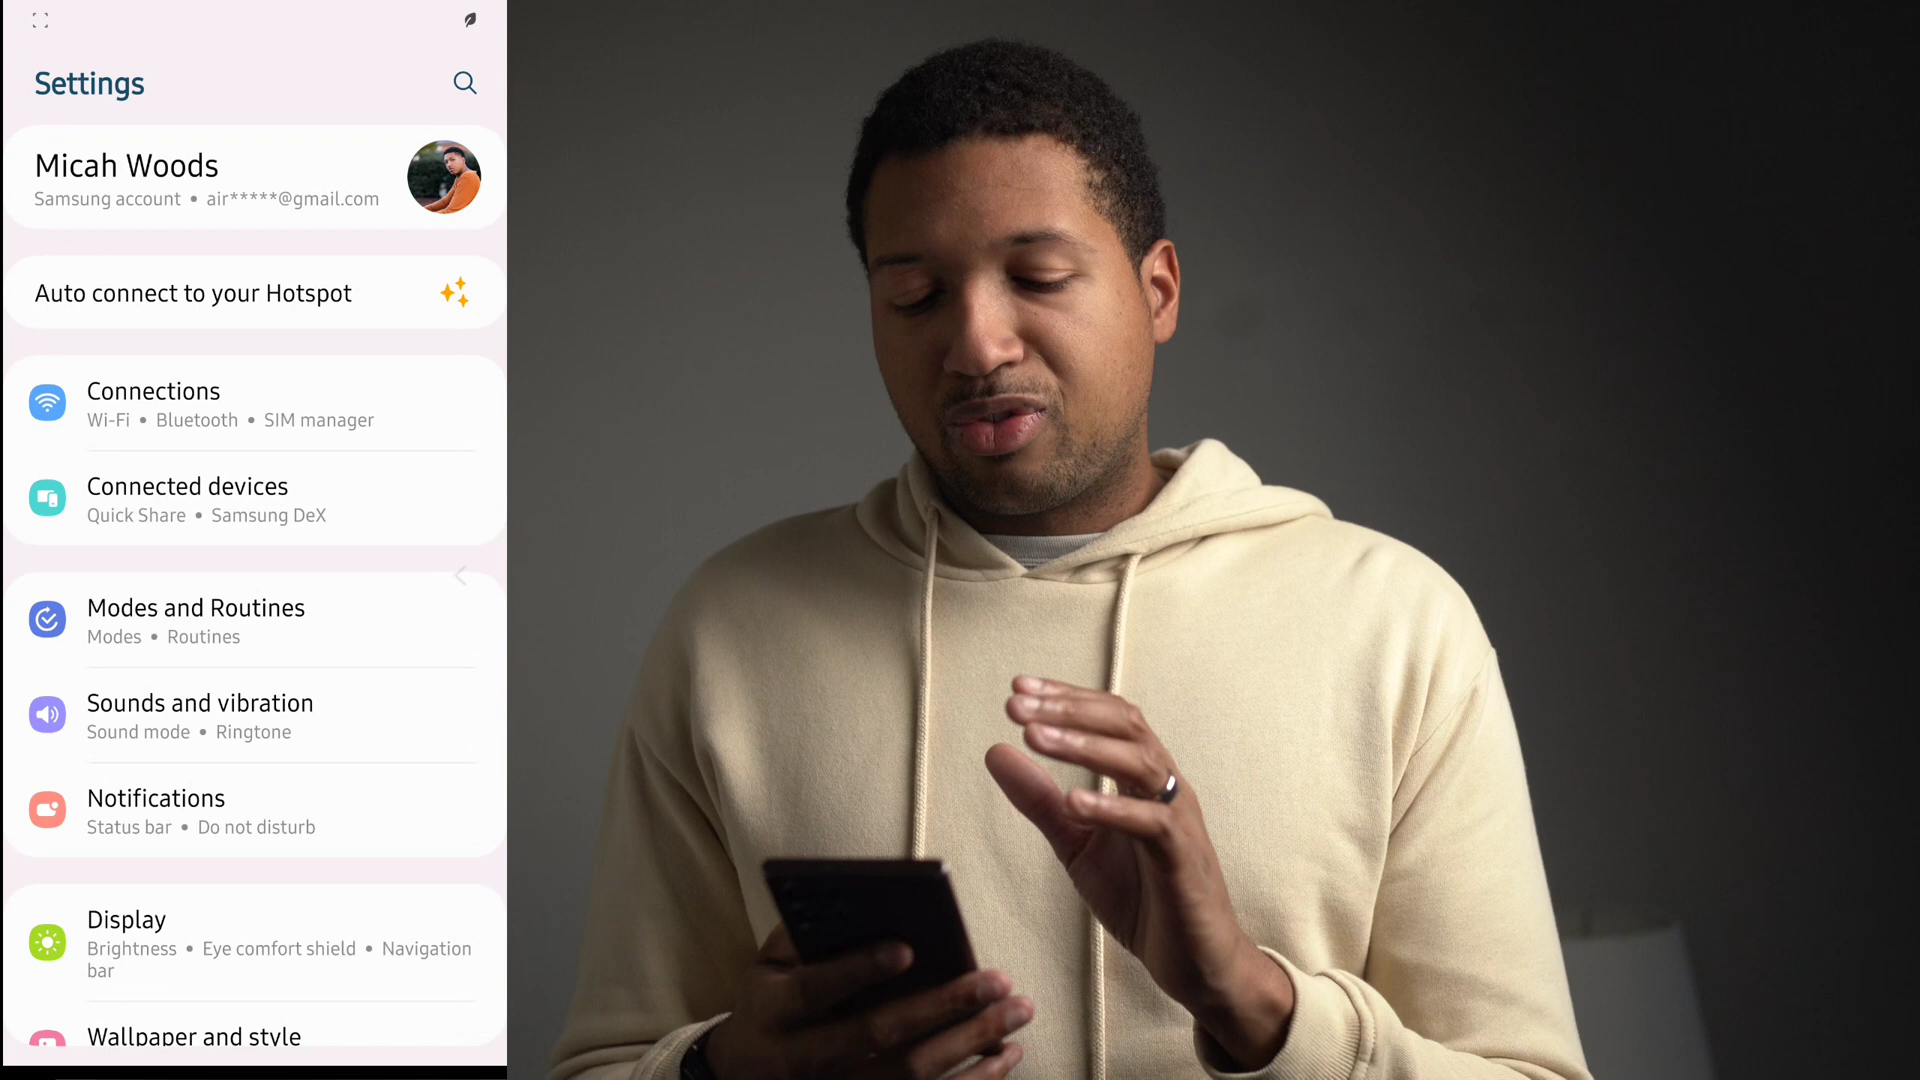 Settings
Micah Woods
Samsung account • air*****@gmail.com
Auto connect to your Hotspot
Connections
Wi-Fi • Bluetooth • SIM manager
Connected devices
Quick Share • Samsung DeX
Modes and Routines
Modes • Routines
Sounds and vibration
Sound mode • Ringtone
Notifications
Status bar • Do not disturb
Display
Brightness • Eye comfort shield • Navigation
bar
Wallpaper and style